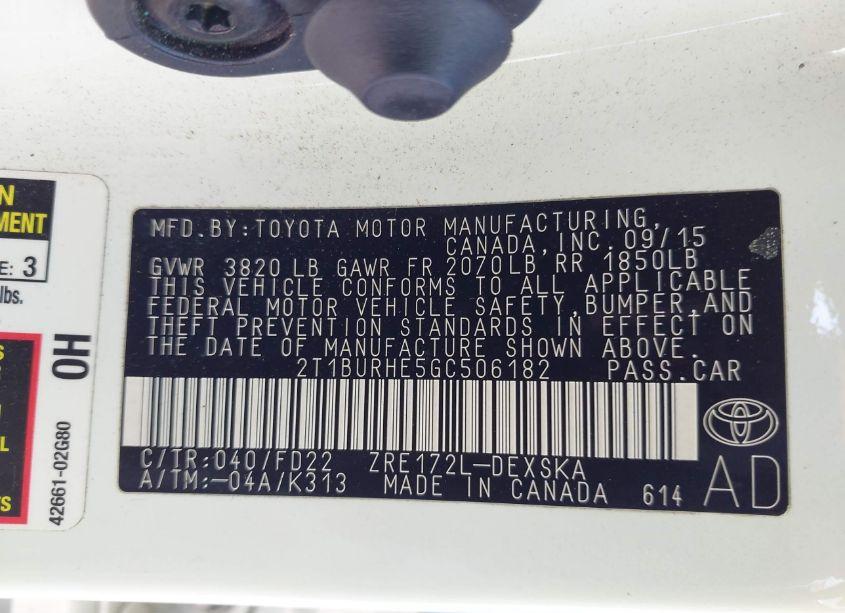 N
MENT
E: 3
lbs.
S
L
TS
OH
42661-02G80
MFD.BY:TOYOTA MOTOR MANUFACTURING,
CANADA,INC.09/15
GVWR 3820 LB GAWR FR 2070LB RR 1850LB
THIS VEHICLE CONFORMS TO ALL APPLICABLE
FEDERAL MOTOR VEHICLE SAFETY,BUMPER,AND
THEFT PREVENTION STANDARDS IN EFFECT ON
THE DATE OF MANUFACTURE SHOWN ABOVE.
2T1BURHE5GC506182 PASS.CAR
C/TR:040/FD22 ZRE172L-DEXSKA
A/TM:-04A/K313 MADE IN CANADA 614 AD